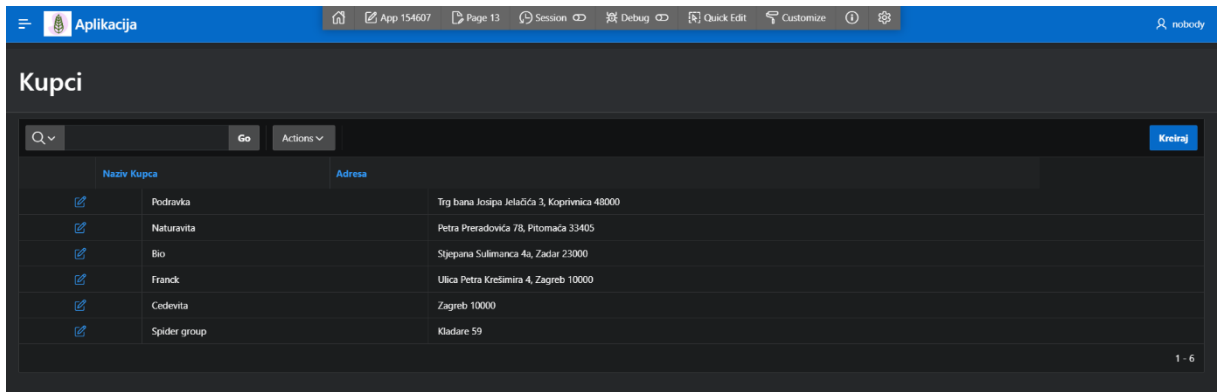 Aplikacija App 154607 Page 13 Session Debug Quick Edit Customize nobody
Kupci
Go Actions Kreiraj
Naziv Kupca Adresa
Podravka Trg bana Josipa Jelačića 3, Koprivnica 48000
Naturavita Petra Preradovića 78, Pitomača 33405
Bio Stjepana Sulimanca 4a, Zadar 23000
Franck Ulica Petra Krešimira 4, Zagreb 10000
Cedevita Zagreb 10000
Spider group Kladare 59
1 - 6